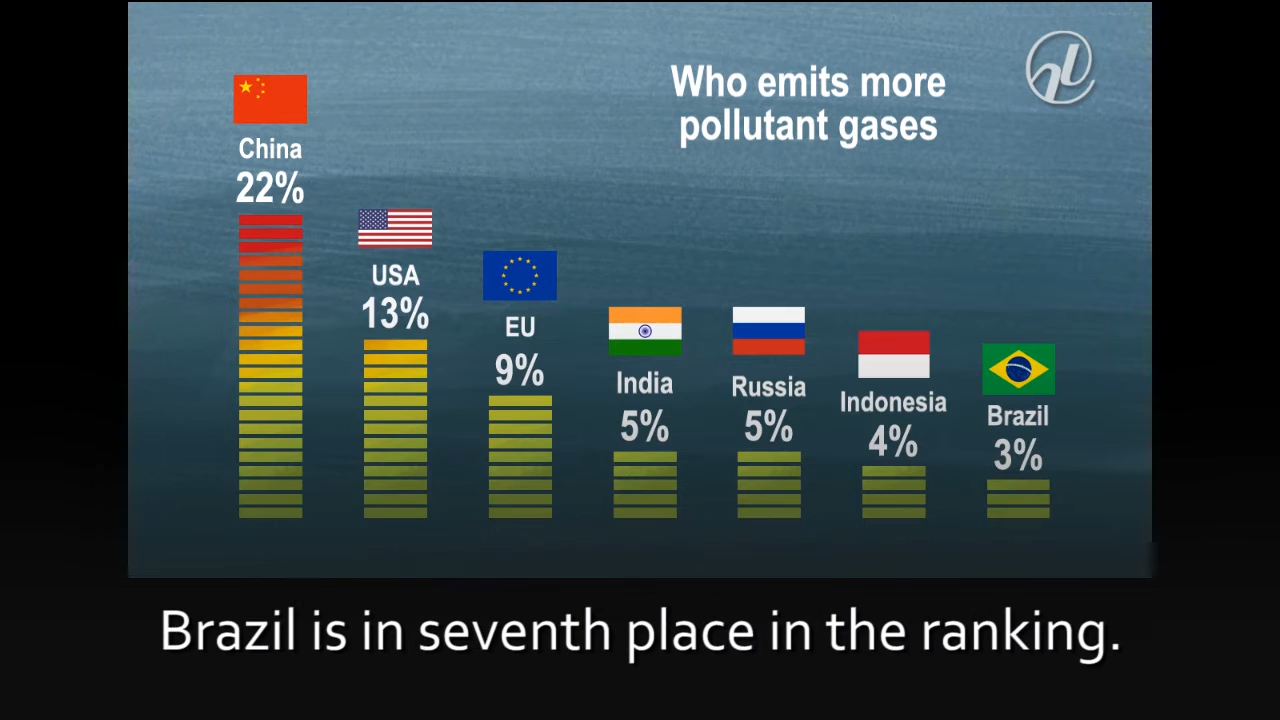 Who emits more
pollutant gases
China
22%
USA
13%
EU
9%
India
5%
Russia
5%
Indonesia
4%
Brazil
3%
Brazil is in seventh place in the ranking.